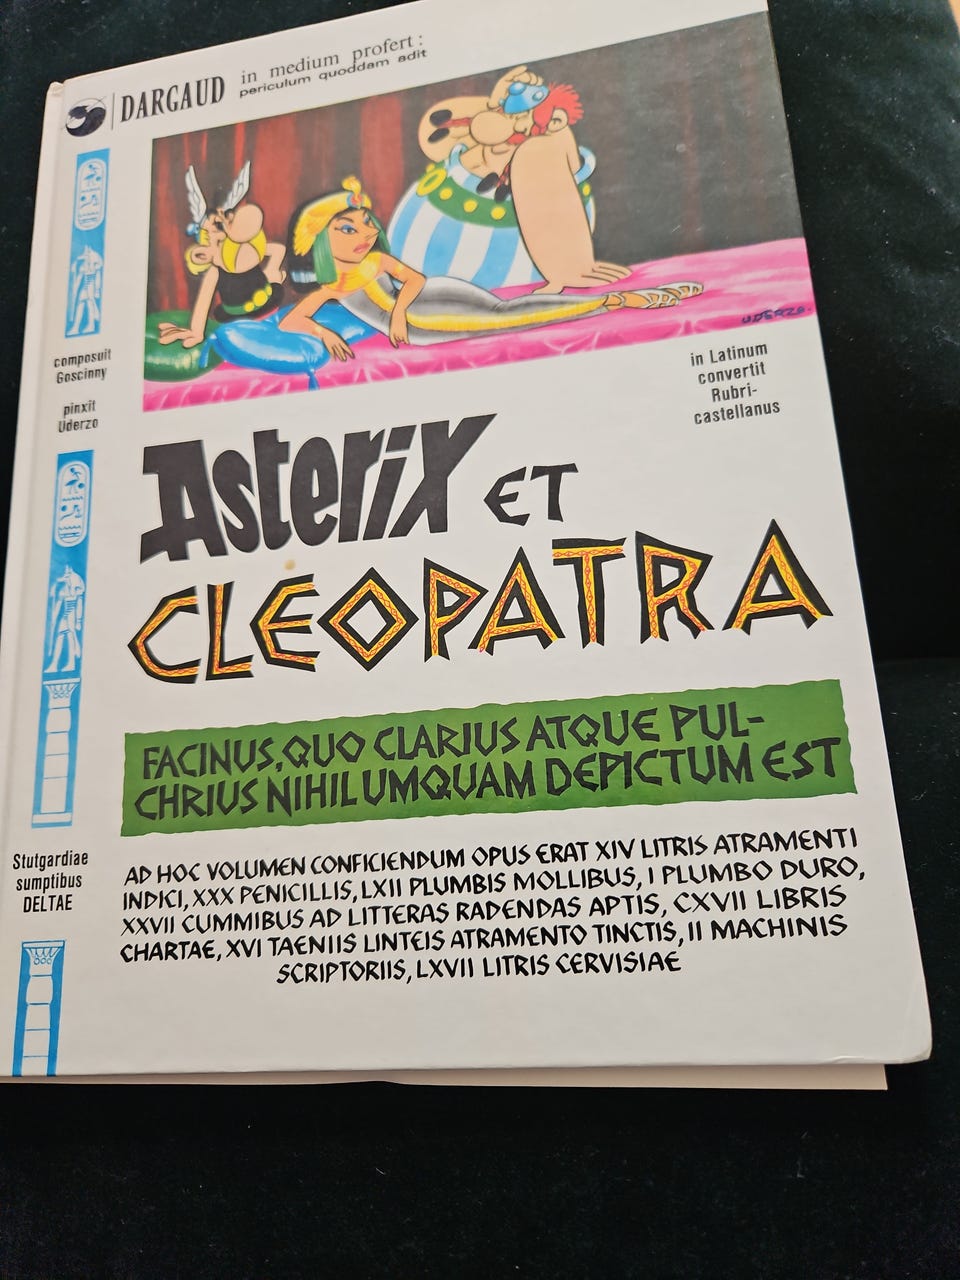 DARGAUD
in medium profert:
periculum quoddam adit
UDERZO
composuit
Goscinny
pinxit
Uderzo
in Latinum
convertit
Rubri-
castellanus
Asterix ET
CLEOPATRA
FACINUS, QUO CLARIUS ATQUE PUL-
CHRIUS NIHIL UMQUAM DEPICTUM EST
Stutgardiae
sumptibus
DELTAE
AD HOC VOLUMEN CONFICIENDUM OPUS ERAT XIV LITRIS ATRAMENTI
INDICI, XXX PENICILLIS, LXII PLUMBIS MOLLIBUS, I PLUMBO DURO,
XXVII CUMMIBUS AD LITTERAS RADENDAS APTIS, CXVII LIBRIS
CHARTAE, XVI TAENIIS LINTEIS ATRAMENTO TINCTIS, II MACHINIS
SCRIPTORIIS, LXVII LITRIS CERVISIAE